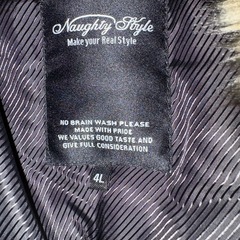 Naughty Style
Make your Real Style
NO BRAIN WASH PLEASE
MADE WITH PRIDE
WE VALUES GOOD TASTE AND
GIVE FULL CONSIDERATION
4L